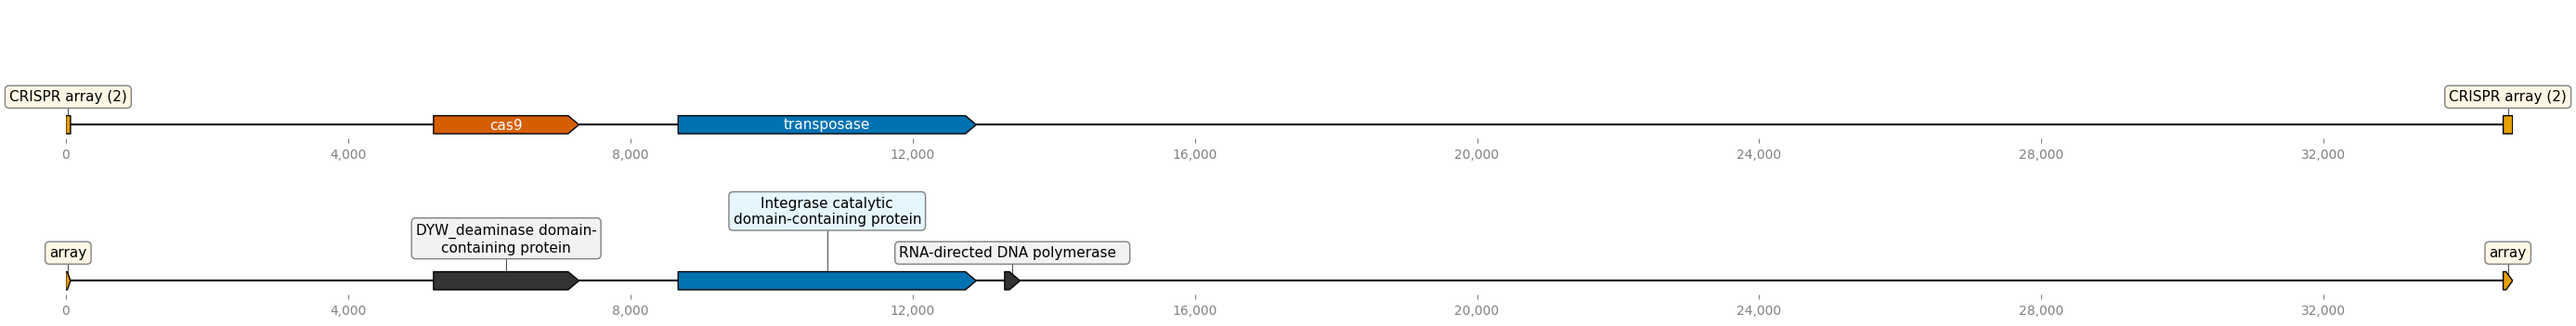 CRISPR array (2)
CRISPR array (2)
cas9
transposase
0
4,000
8,000
12,000
16,000
20,000
24,000
28,000
32,000
Integrase catalytic
domain-containing protein
DYW_deaminase domain-
containing protein
array
RNA-directed DNA polymerase
array
0
4,000
8,000
12,000
16,000
20,000
24,000
28,000
32,000